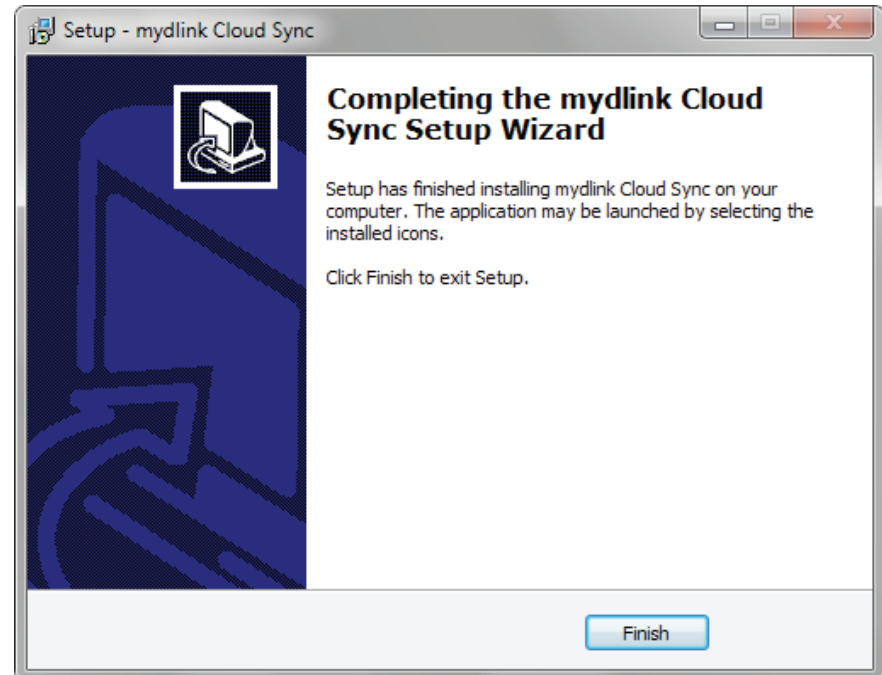 Setup - mydlink Cloud Sync
Completing the mydlink Cloud
Sync Setup Wizard
Setup has finished installing mydlink Cloud Sync on your
computer. The application may be launched by selecting the
installed icons.
Click Finish to exit Setup.
Finish